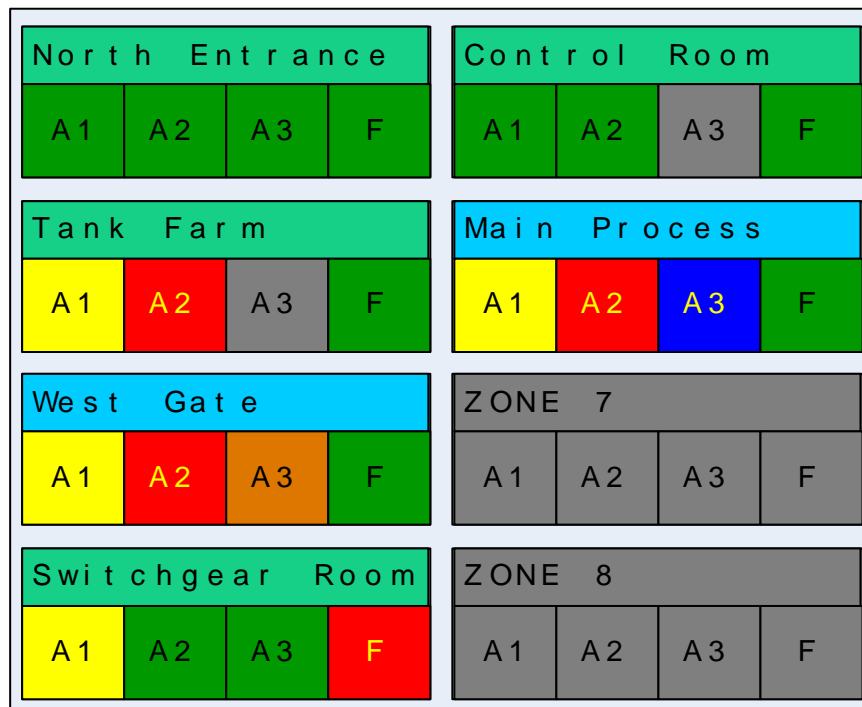 North Entrance
A1 A2 A3 F
Control Room
A1 A2 A3 F
Tank Farm
A1 A2 A3 F
Main Process
A1 A2 A3 F
West Gate
A1 A2 A3 F
ZONE 7
A1 A2 A3 F
Switchgear Room
A1 A2 A3 F
ZONE 8
A1 A2 A3 F